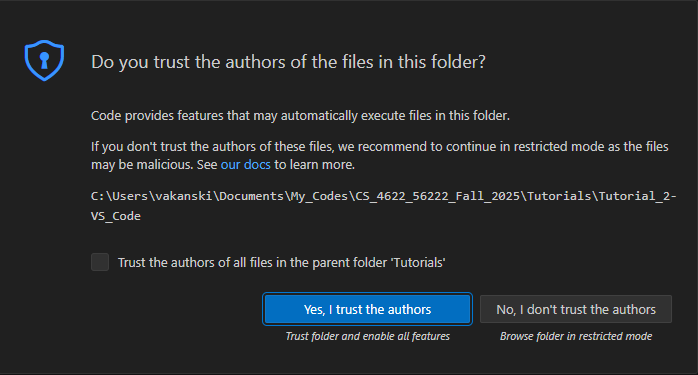 Do you trust the authors of the files in this folder?
Code provides features that may automatically execute files in this folder.
If you don't trust the authors of these files, we recommend to continue in restricted mode as the files
may be malicious. See our docs to learn more.
C:\Users\vakanski\Documents\My_Codes\CS_4622_56222_Fall_2025\Tutorials\Tutorial_2-
VS_Code
Trust the authors of all files in the parent folder 'Tutorials'
Yes, I trust the authors
No, I don't trust the authors
Trust folder and enable all features
Browse folder in restricted mode